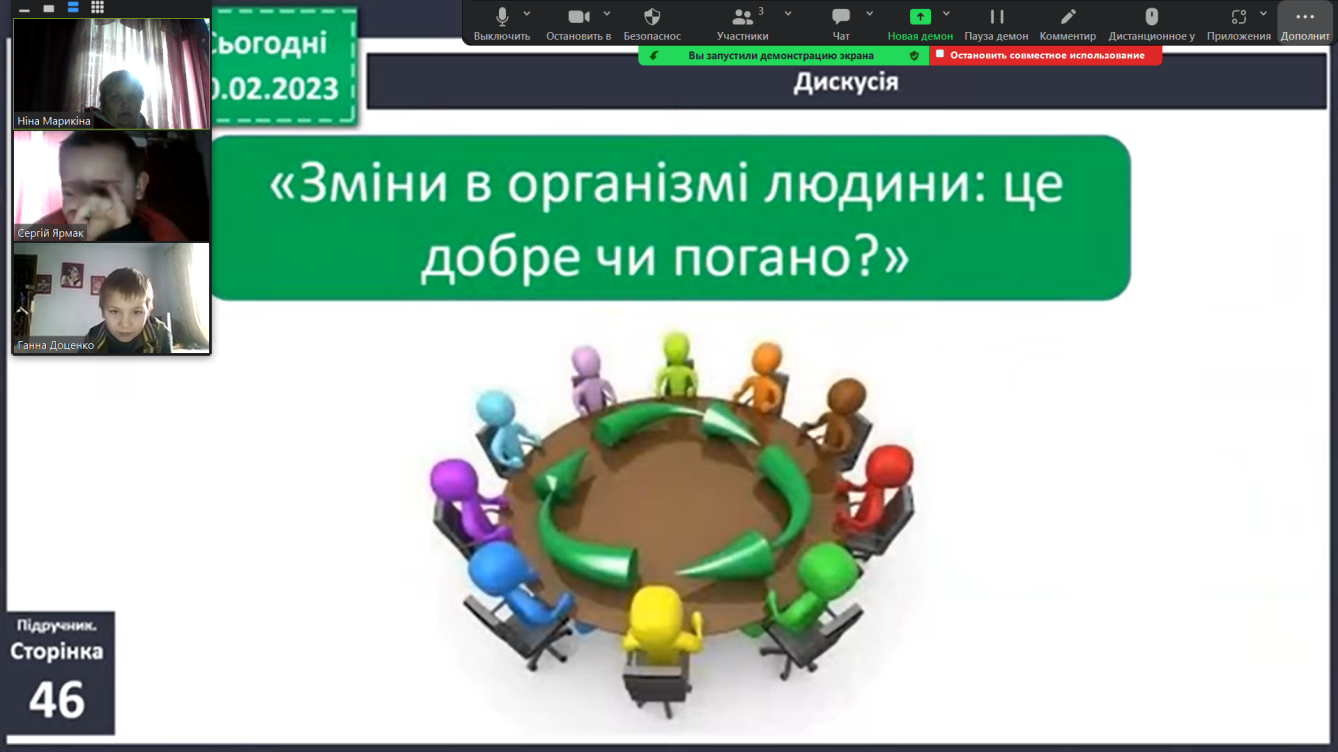 Выключить
Остановить в
Безопаснос
3
Участники
Чат
Новая демон
Пауза демон
Комментир
Дистанционное у
Приложения
Дополнит
Вы запустили демонстрацию экрана
Остановить совместное использование
Ніна Марикіна
Сергій Ярмак
Ганна Доценко
Сьогодні
0.02.2023
Дискусія
«Зміни в організмі людини: це
добре чи погано?»
Підручник.
Сторінка
46